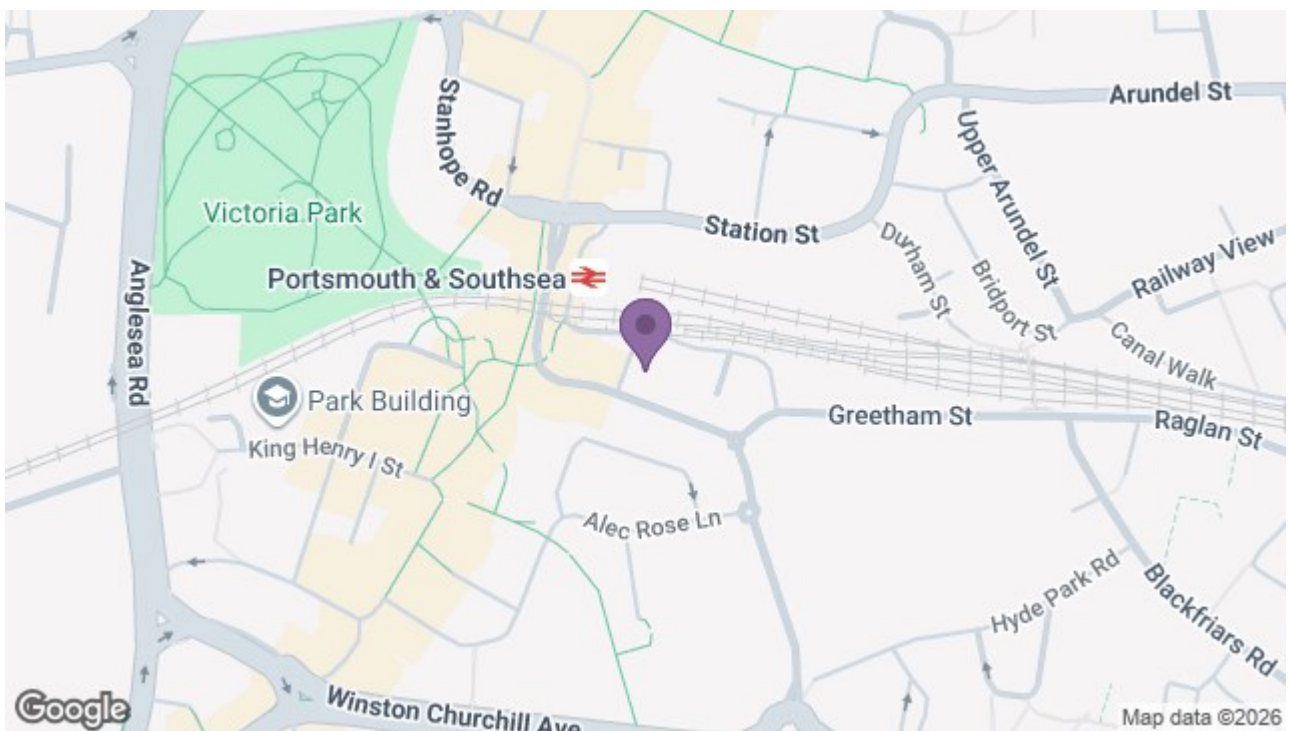 Arundel St
Stanhope Rd
Upper Arundel St
Victoria Park
Station St
Durham St
Railway View
Portsmouth & Southsea
Bridport St
Anglesea Rd
Canal Walk
Park Building
Greetham St
Raglan St
King Henry I St
Alec Rose Ln
Hyde Park Rd
Blackfriars Rd
Winston Churchill Ave
Google
Map data ©2026